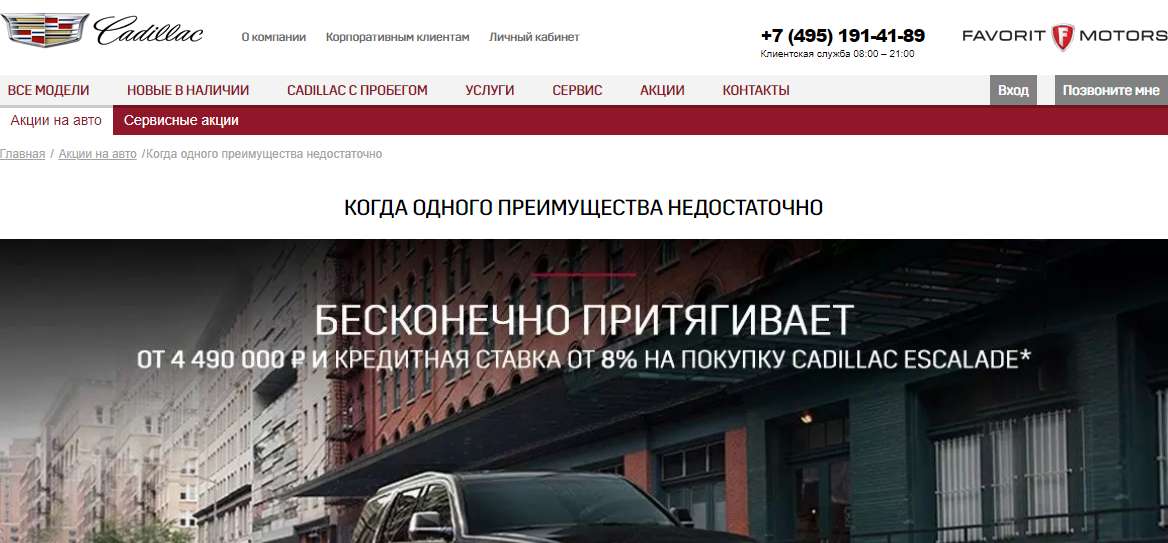 Cadillac
О компании Корпоративным клиентам Личный кабинет
+7 (495) 191-41-89
Клиентская служба 08:00 – 21:00
FAVORIT F MOTORS
ВСЕ МОДЕЛИ НОВЫЕ В НАЛИЧИИ CADILLAC С ПРОБЕГОМ УСЛУГИ СЕРВИС АКЦИИ КОНТАКТЫ Вход Позвоните мне
Акции на авто Сервисные акции
Главная / Акции на авто /Когда одного преимущества недостаточно
КОГДА ОДНОГО ПРЕИМУЩЕСТВА НЕДОСТАТОЧНО
БЕСКОНЕЧНО ПРИТЯГИВАЕТ
ОТ 4 490 000 ₽ И КРЕДИТНАЯ СТАВКА ОТ 8% НА ПОКУПКУ CADILLAC ESCALADE*